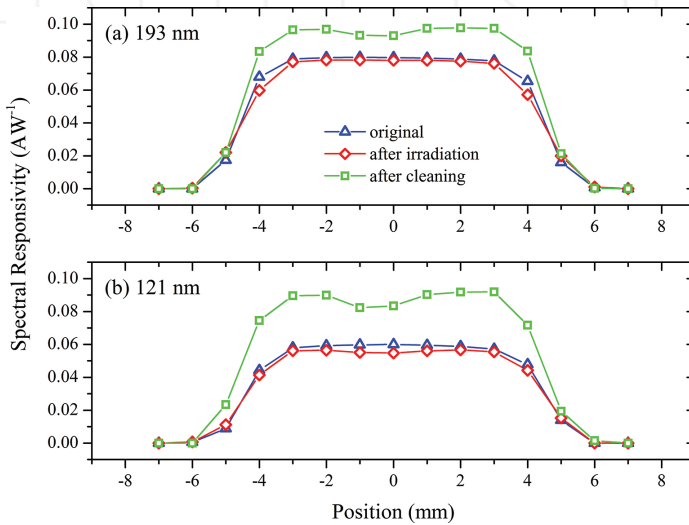 (a) 193 nm
0.10
0.08
0.06
0.04
0.02
0.00
original
after irradiation
after cleaning
-8 -6 -4 -2 0 2 4 6 8
Spectral Responsivity (AW⁻¹)
(b) 121 nm
0.10
0.08
0.06
0.04
0.02
0.00
-8 -6 -4 -2 0 2 4 6 8
Position (mm)